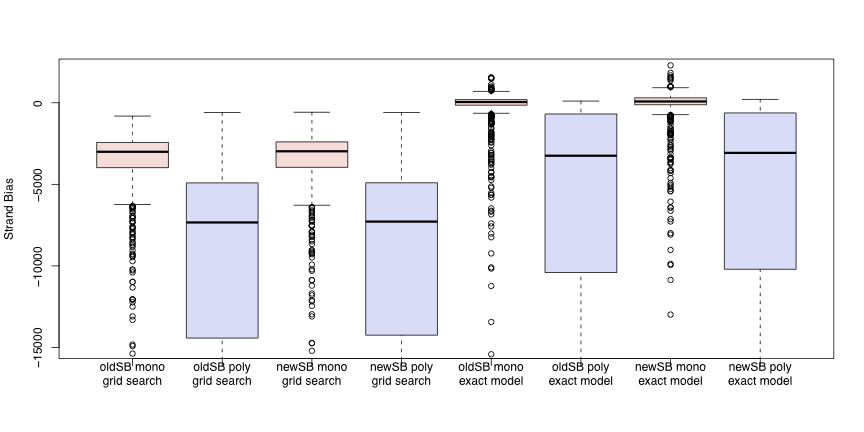 Strand Bias
0
−5000
−10000
−15000
oldSB mono
grid search
oldSB poly
grid search
newSB mono
grid search
newSB poly
grid search
oldSB mono
exact model
oldSB poly
exact model
newSB mono
exact model
newSB poly
exact model